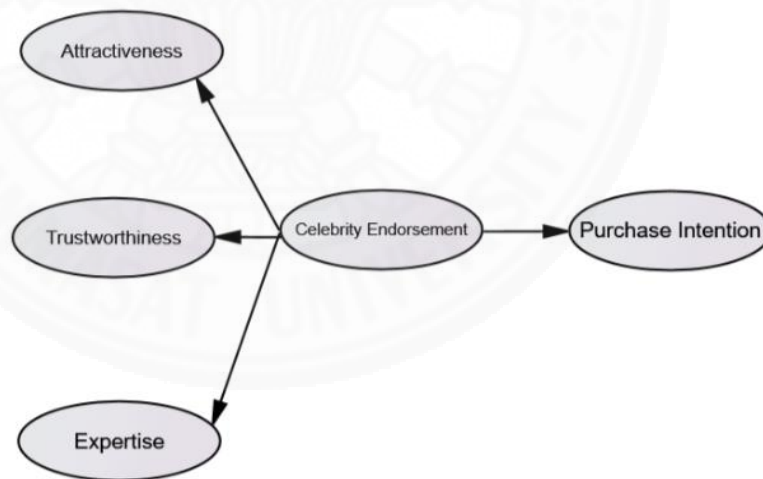 Attractiveness
Trustworthiness
Celebrity Endorsement
Purchase Intention
Expertise